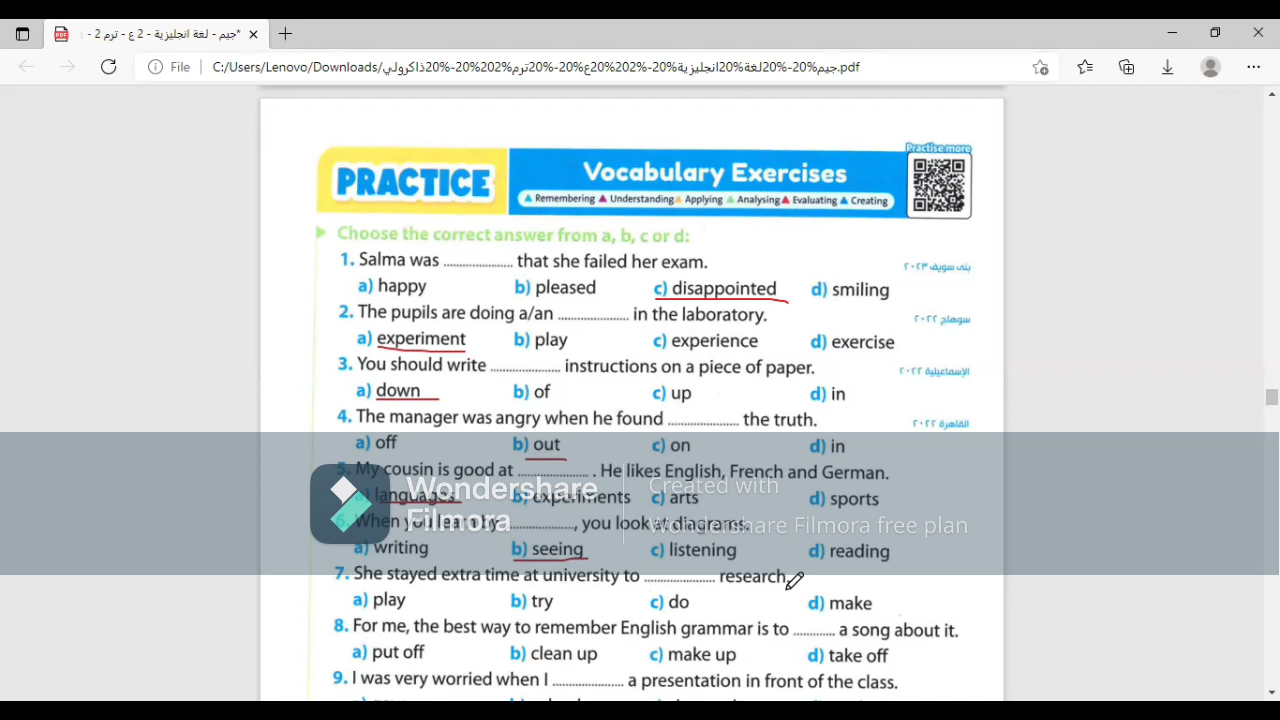 *جيم - لغة انجليزية - 2 ع - ترم 2 - ذ
File C:/Users/Lenovo/Downloads/جيم%20-%20لغة%20انجليزية%20-%202%20ع%20-%20ترم%202%20-%20ذاكرولي.pdf
Practise more
PRACTICE Vocabulary Exercises
Remembering Understanding Applying Analysing Evaluating Creating
Choose the correct answer from a, b, c or d:
1. Salma was .................. that she failed her exam. بنى سويف ٢٠٢٣
a) happy b) pleased c) disappointed d) smiling
2. The pupils are doing a/an .................. in the laboratory. سوهاج ٢٠٢٢
a) experiment b) play c) experience d) exercise
3. You should write .................. instructions on a piece of paper. الإسماعيلية ٢٠٢٢
a) down b) of c) up d) in
4. The manager was angry when he found .................. the truth. القاهرة ٢٠٢٢
a) off b) out c) on d) in
5. My cousin is good at .................. . He likes English, French and German.
a) languages b) experiments c) arts d) sports
Wondershare Filmora
Created with Wondershare Filmora free plan
6. When you learn by .................., you look at diagrams.
a) writing b) seeing c) listening d) reading
7. She stayed extra time at university to .................. research.
a) play b) try c) do d) make
8. For me, the best way to remember English grammar is to .......... a song about it.
a) put off b) clean up c) make up d) take off
9. I was very worried when I .................. a presentation in front of the class.